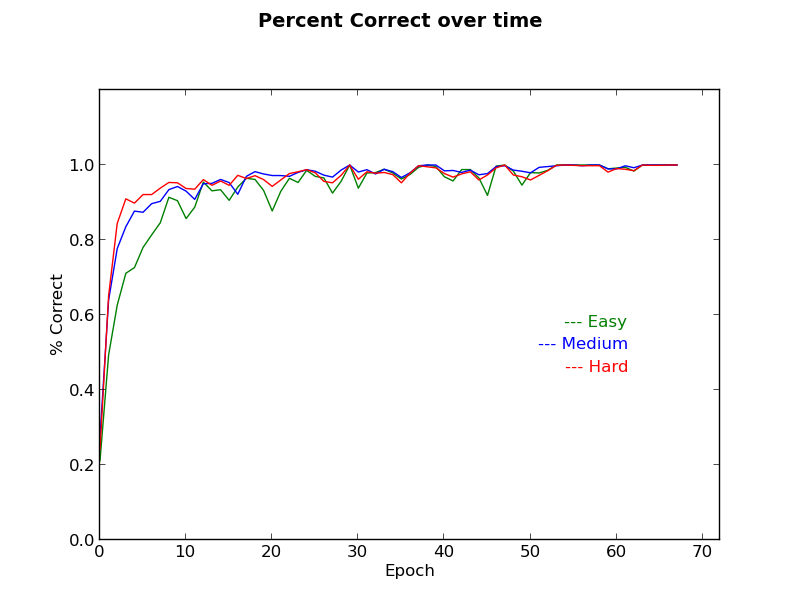 Percent Correct over time
% Correct
1.0
0.8
0.6
0.4
0.2
0.0
--- Easy
--- Medium
--- Hard
0 10 20 30 40 50 60 70
Epoch